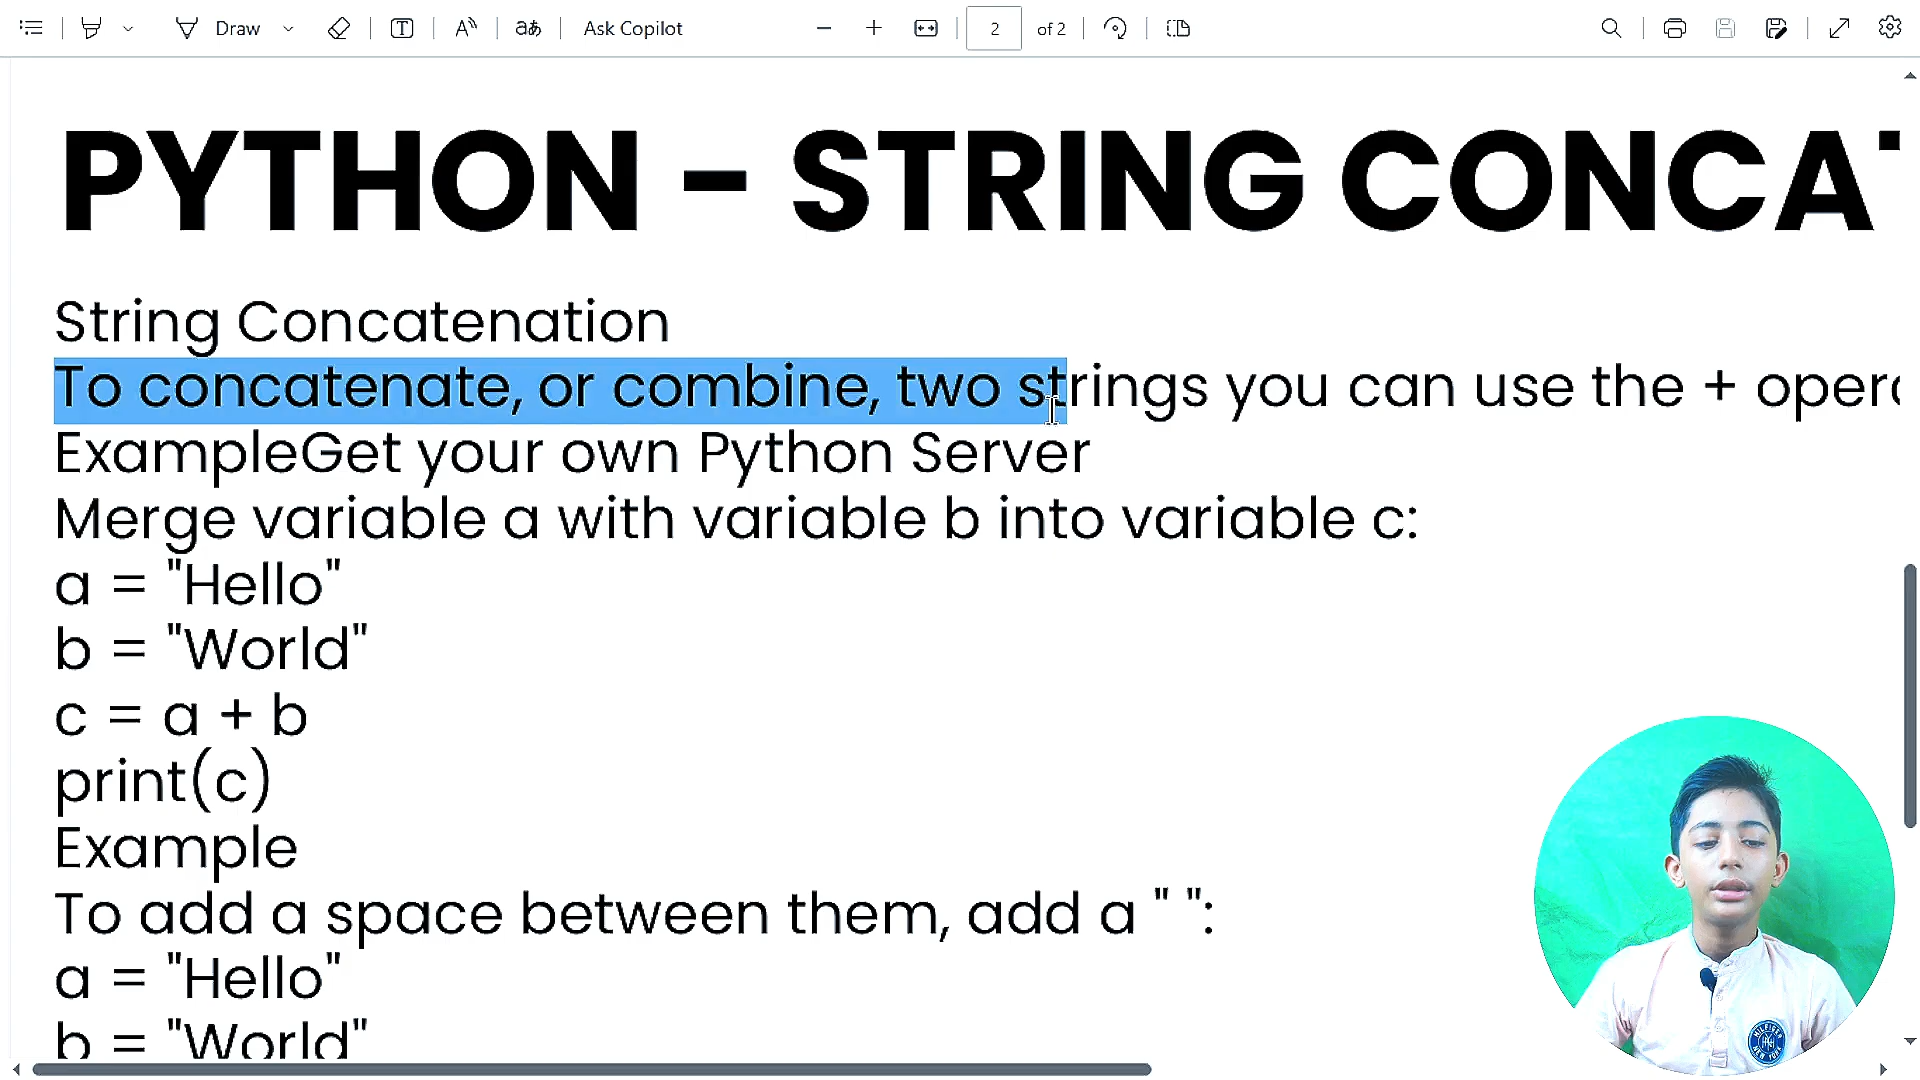 Draw
Ask Copilot
2 of 2
PYTHON - STRING
String Concatenation
To concatenate, or combine, two strings you can use the +
ExampleGet your own Python Server
Merge variable a with variable b into variable c:
a = "Hello"
b = "World"
c = a + b
print(c)
Example
To add a space between them, add a " ":
a = "Hello"
b = "World"